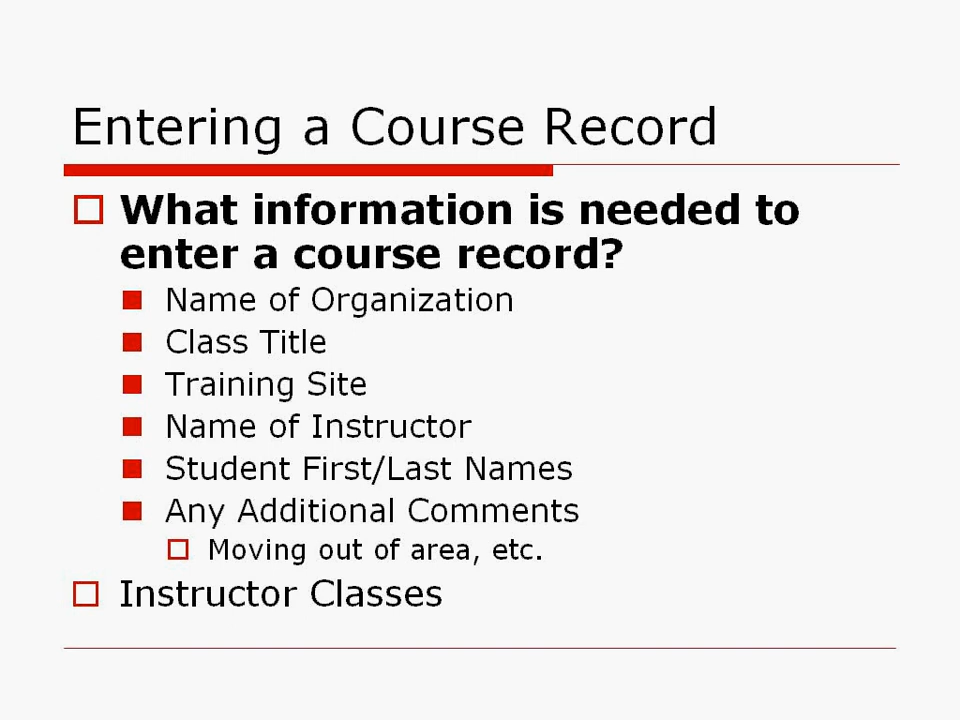 Entering a Course Record
What information is needed to
enter a course record?
Name of Organization
Class Title
Training Site
Name of Instructor
Student First/Last Names
Any Additional Comments
Moving out of area, etc.
Instructor Classes